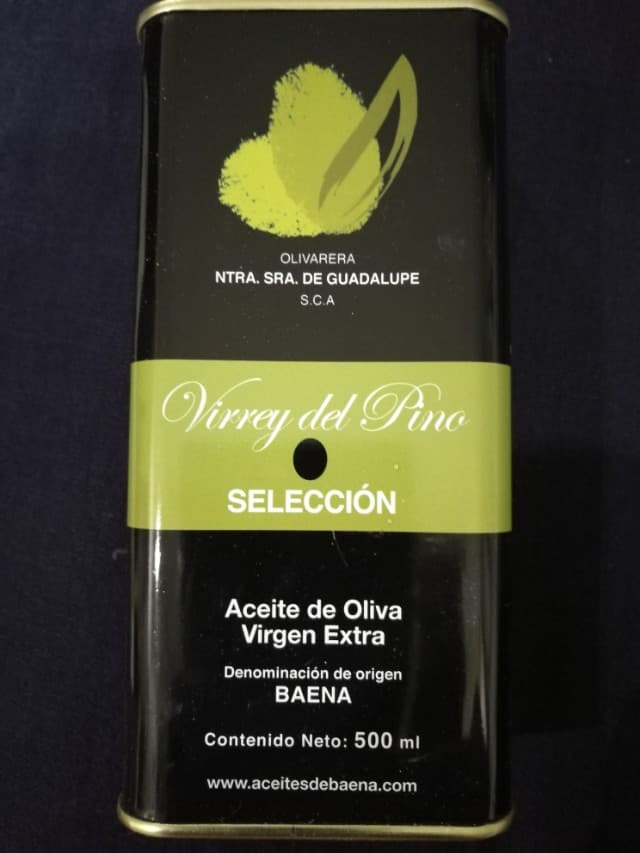 OLIVARERA
NTRA. SRA. DE GUADALUPE
S.C.A
Virrey del Pino
SELECCIÓN
Aceite de Oliva
Virgen Extra
Denominación de origen
BAENA
Contenido Neto: 500 ml
www.aceitesdebaena.com